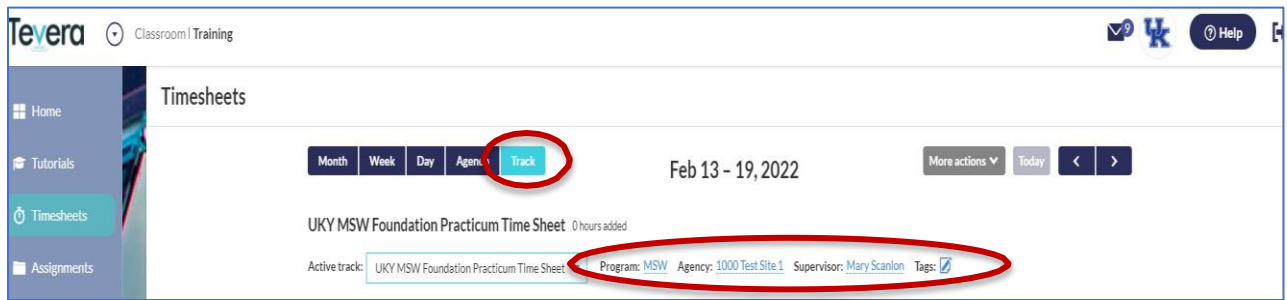 Tevera Classroom | Training 9 UK Help
Home
Timesheets
Tutorials
Month Week Day Agenda Track Feb 13 – 19, 2022 More actions Today < >
Timesheets
UKY MSW Foundation Practicum Time Sheet 0 hours added
Assignments
Active track: UKY MSW Foundation Practicum Time Sheet Program: MSW Agency: 1000 Test Site 1 Supervisor: Mary Scanlon Tags: